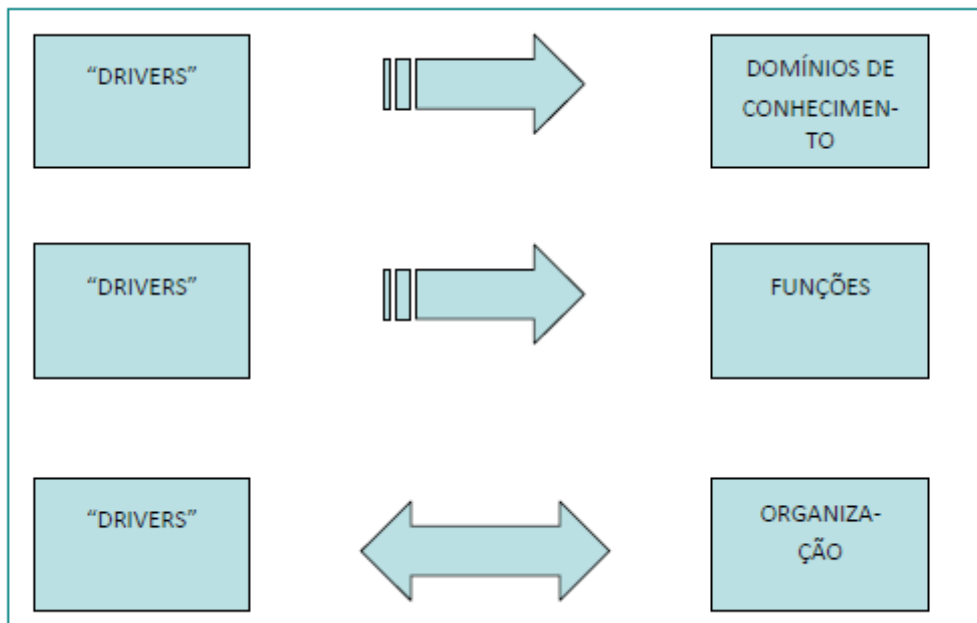 “DRIVERS”
DOMÍNIOS DE
CONHECIMEN-
TO
“DRIVERS”
FUNÇÕES
“DRIVERS”
ORGANIZA-
ÇÃO